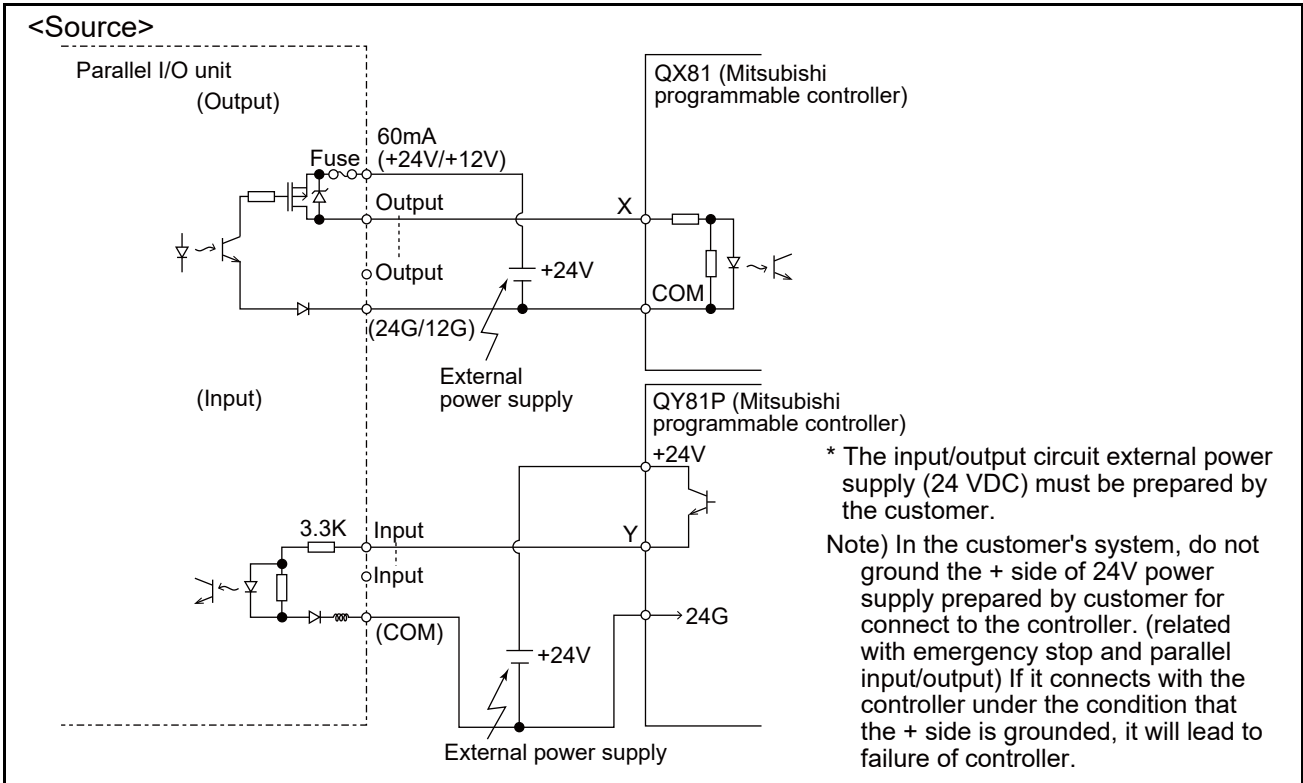 <Source>
Parallel I/O unit
(Output)
QX81 (Mitsubishi
programmable controller)
60mA
Fuse
(+24V/+12V)
Output
X
Output
+24V
COM
(24G/12G)
External
power supply
(Input)
QY81P (Mitsubishi
programmable controller)
+24V
3.3K
Input
Y
Input
(COM)
24G
+24V
External power supply
* The input/output circuit external power
supply (24 VDC) must be prepared by
the customer.
Note) In the customer's system, do not
ground the + side of 24V power
supply prepared by customer for
connect to the controller. (related
with emergency stop and parallel
input/output) If it connects with the
controller under the condition that
the + side is grounded, it will lead to
failure of controller.